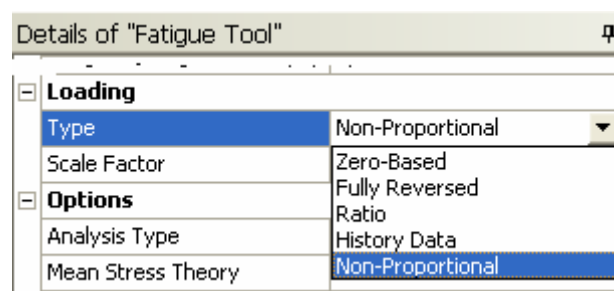 Details of "Fatigue Tool"
Loading
Type Non-Proportional
Scale Factor Zero-Based
Fully Reversed
Options Ratio
Analysis Type History Data
Mean Stress Theory Non-Proportional